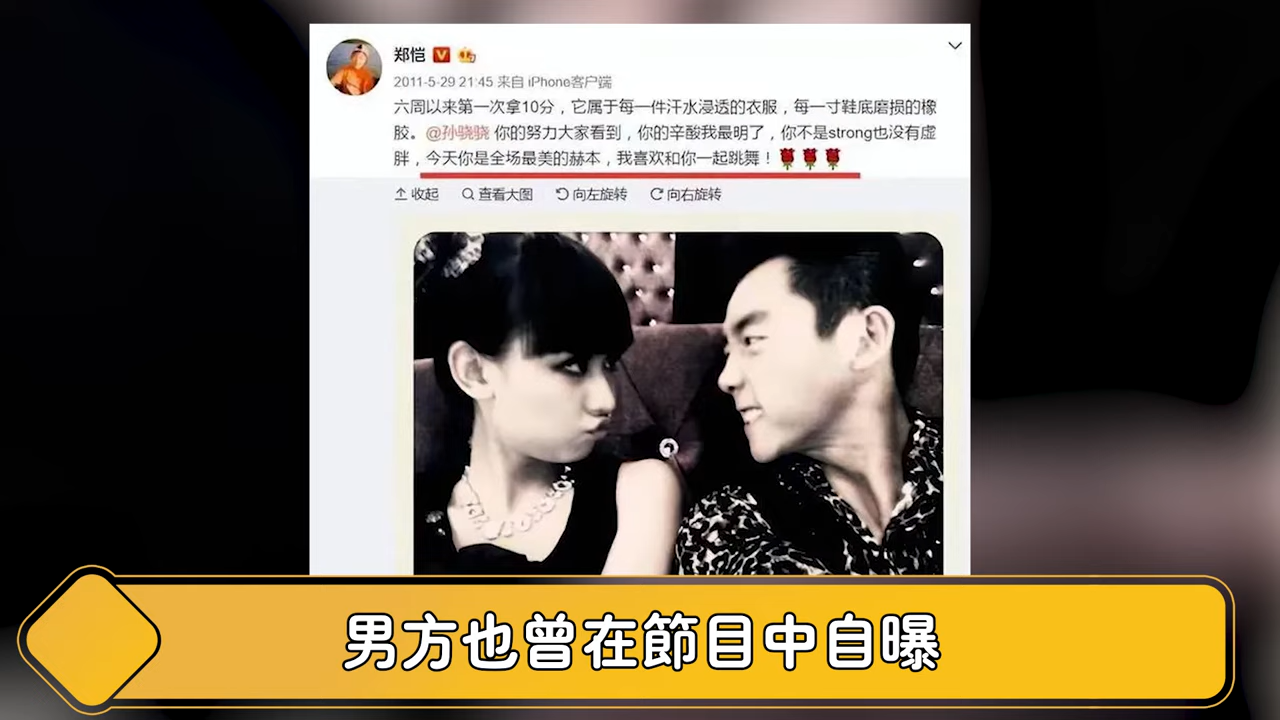 郑恺
2011-5-29 21:45 来自 iPhone客户端
六周以来第一次拿10分，它属于每一件汗水浸透的衣服，每一寸鞋底磨损的橡
胶。@孙骁骁 你的努力大家看到，你的辛酸我最明了，你不是strong也没有虚
胖，今天你是全场最美的赫本，我喜欢和你一起跳舞！
收起 查看大图 向左旋转 向右旋转
男方也曾在節目中自曝